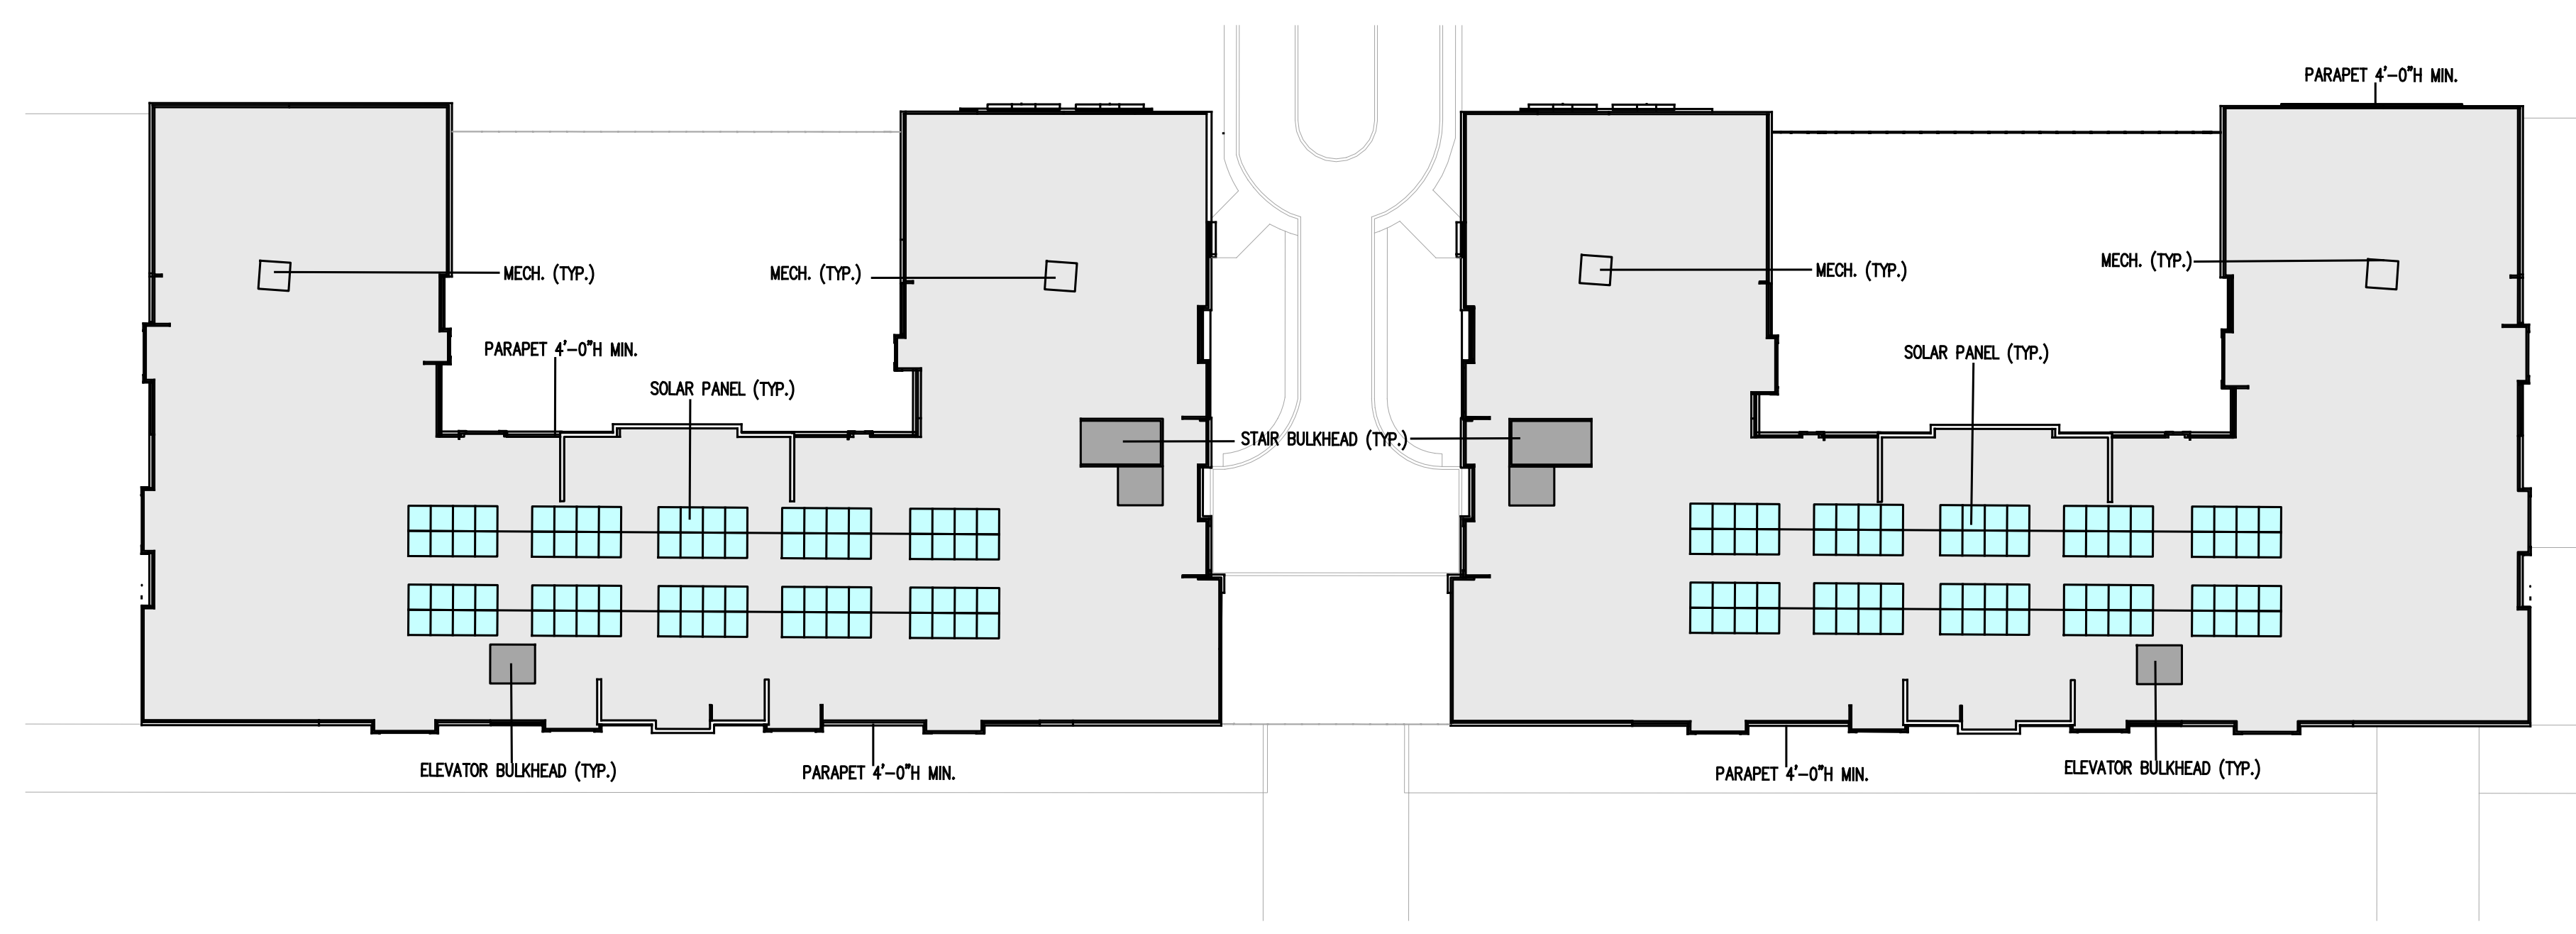 PARAPET 4'-0"H MIN.
MECH. (TYP.)
MECH. (TYP.)
MECH. (TYP.)
MECH. (TYP.)
PARAPET 4'-0"H MIN.
SOLAR PANEL (TYP.)
SOLAR PANEL (TYP.)
STAIR BULKHEAD (TYP.)
ELEVATOR BULKHEAD (TYP.)
PARAPET 4'-0"H MIN.
PARAPET 4'-0"H MIN.
ELEVATOR BULKHEAD (TYP.)